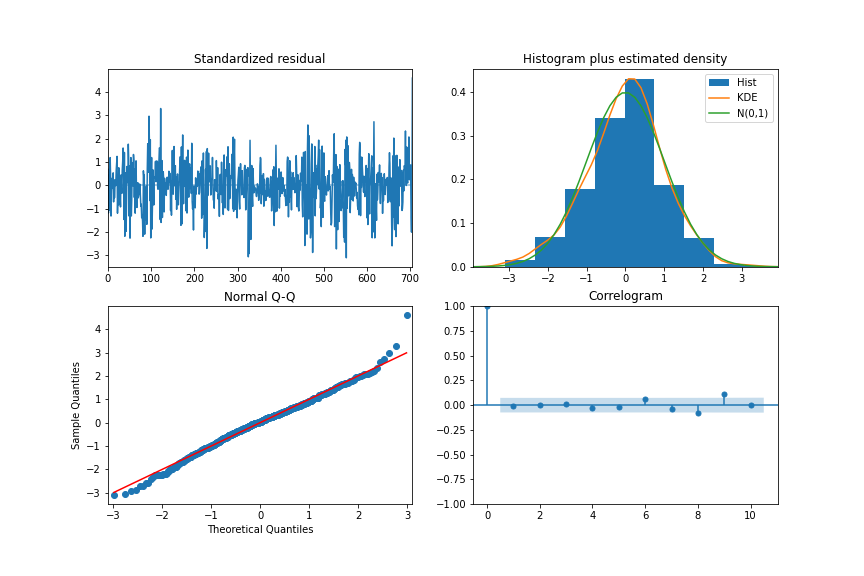 Standardized residual
4
3
2
1
0
−1
−2
−3
0 100 200 300 400 500 600 700
Histogram plus estimated density
Hist
KDE
N(0,1)
0.4
0.3
0.2
0.1
0.0
−3 −2 −1 0 1 2 3
Normal Q-Q
Sample Quantiles
4
3
2
1
0
−1
−2
−3
−3 −2 −1 0 1 2 3
Theoretical Quantiles
Correlogram
1.00
0.75
0.50
0.25
0.00
−0.25
−0.50
−0.75
−1.00
0 2 4 6 8 10